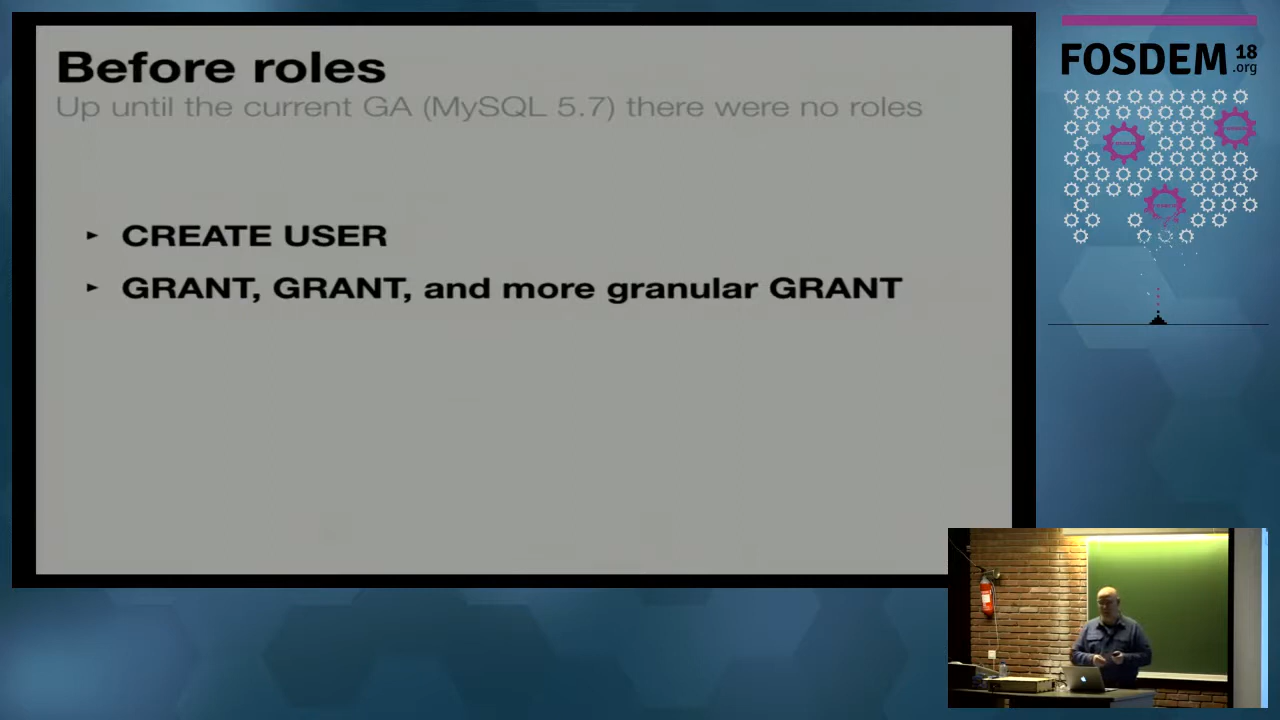 Before roles
Up until the current GA (MySQL 5.7) there were no roles
► CREATE USER
► GRANT, GRANT, and more granular GRANT
FOSDEM 18
.org